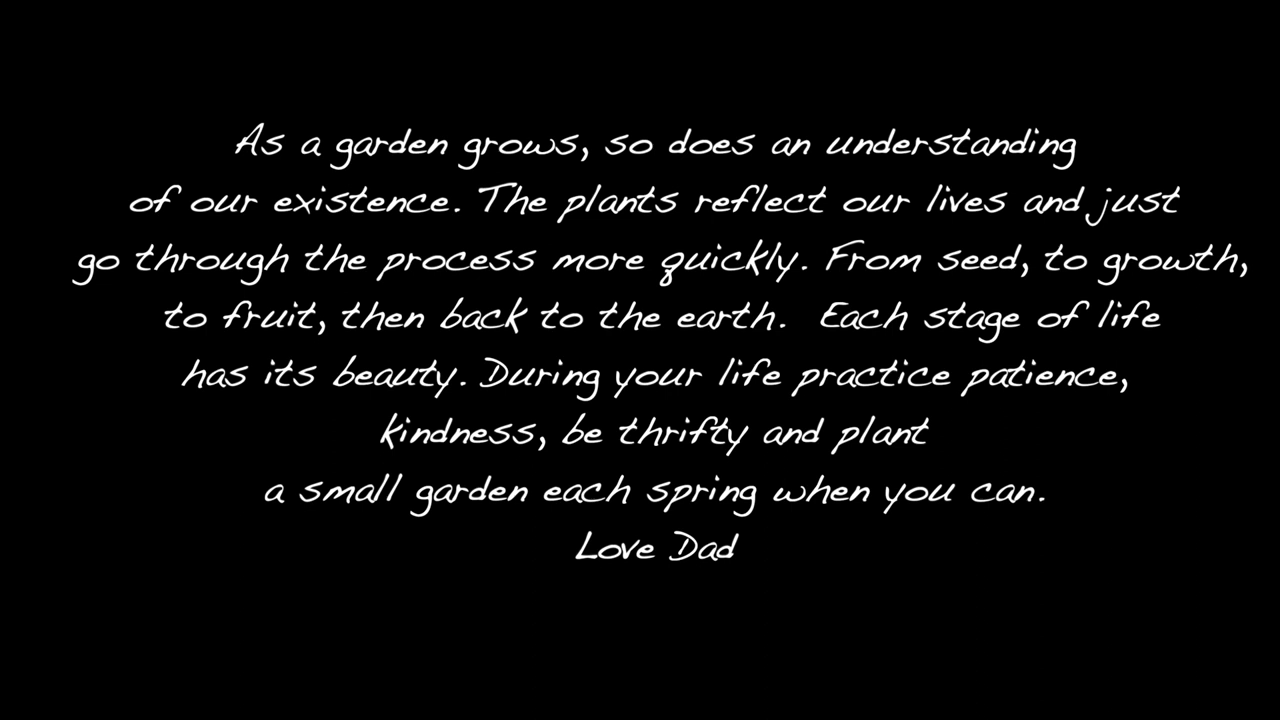 As a garden grows, so does an understanding
of our existence. The plants reflect our lives and just
go through the process more quickly. From seed, to growth,
to fruit, then back to the earth.  Each stage of life
has its beauty. During your life practice patience,
kindness, be thrifty and plant
a small garden each spring when you can.
Love Dad